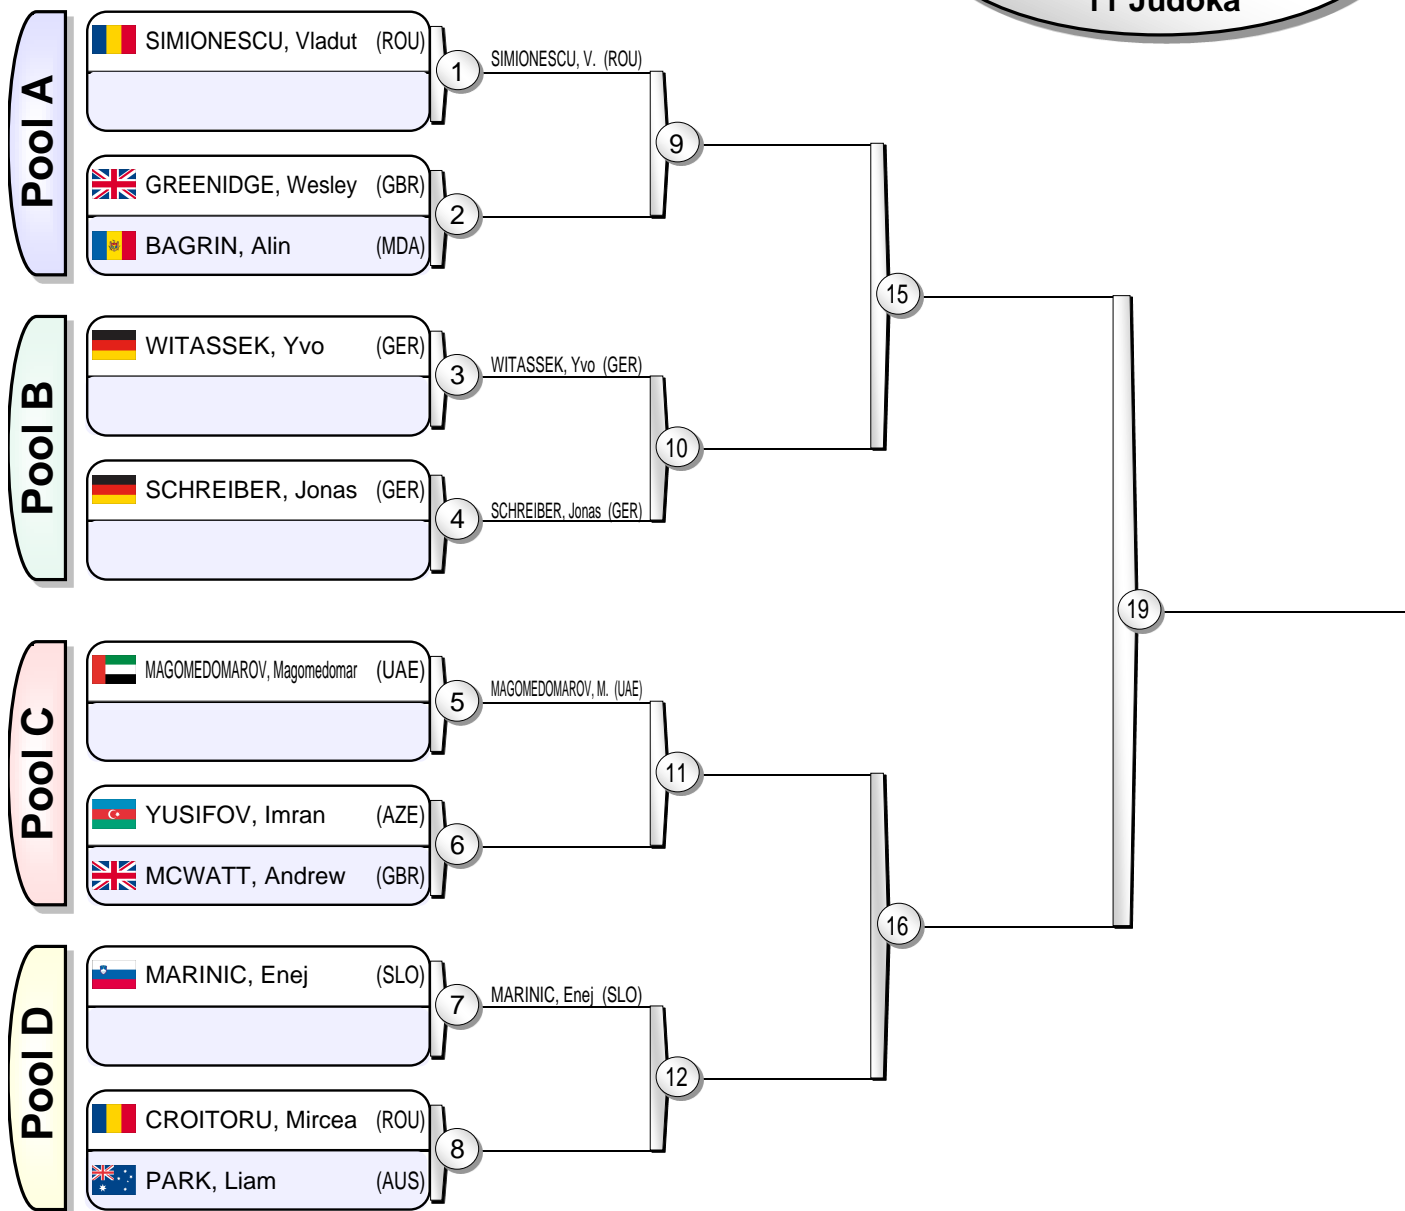 11 Judoka
Pool A
SIMIONESCU, Vladut (ROU)
1
SIMIONESCU, V. (ROU)
9
GREENIDGE, Wesley (GBR)
2
BAGRIN, Alin (MDA)
15
Pool B
WITASSEK, Yvo (GER)
3
WITASSEK, Yvo (GER)
10
SCHREIBER, Jonas (GER)
4
SCHREIBER, Jonas (GER)
19
Pool C
MAGOMEDOMAROV, Magomedomar (UAE)
5
MAGOMEDOMAROV, M. (UAE)
11
YUSIFOV, Imran (AZE)
6
MCWATT, Andrew (GBR)
16
Pool D
MARINIC, Enej (SLO)
7
MARINIC, Enej (SLO)
12
CROITORU, Mircea (ROU)
8
PARK, Liam (AUS)